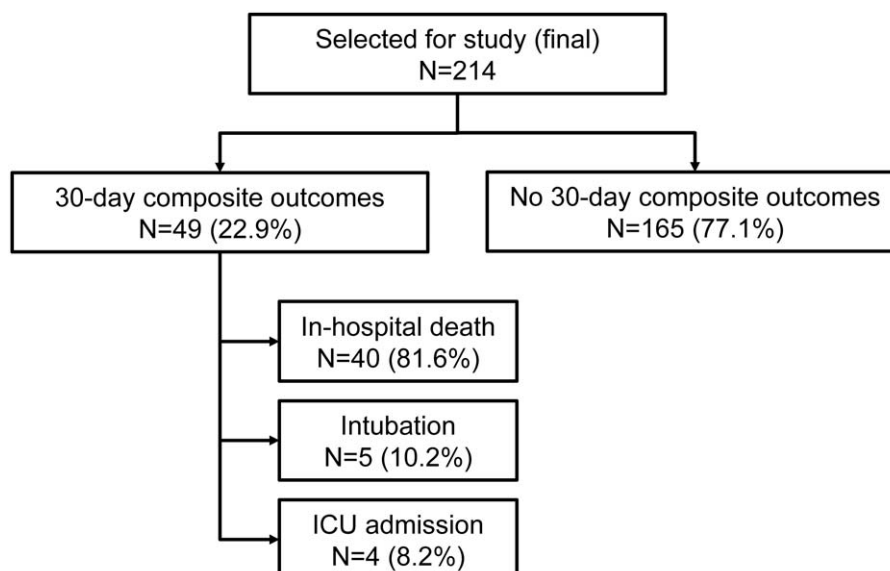 Selected for study (final)
N=214
30-day composite outcomes
N=49 (22.9%)
No 30-day composite outcomes
N=165 (77.1%)
In-hospital death
N=40 (81.6%)
Intubation
N=5 (10.2%)
ICU admission
N=4 (8.2%)